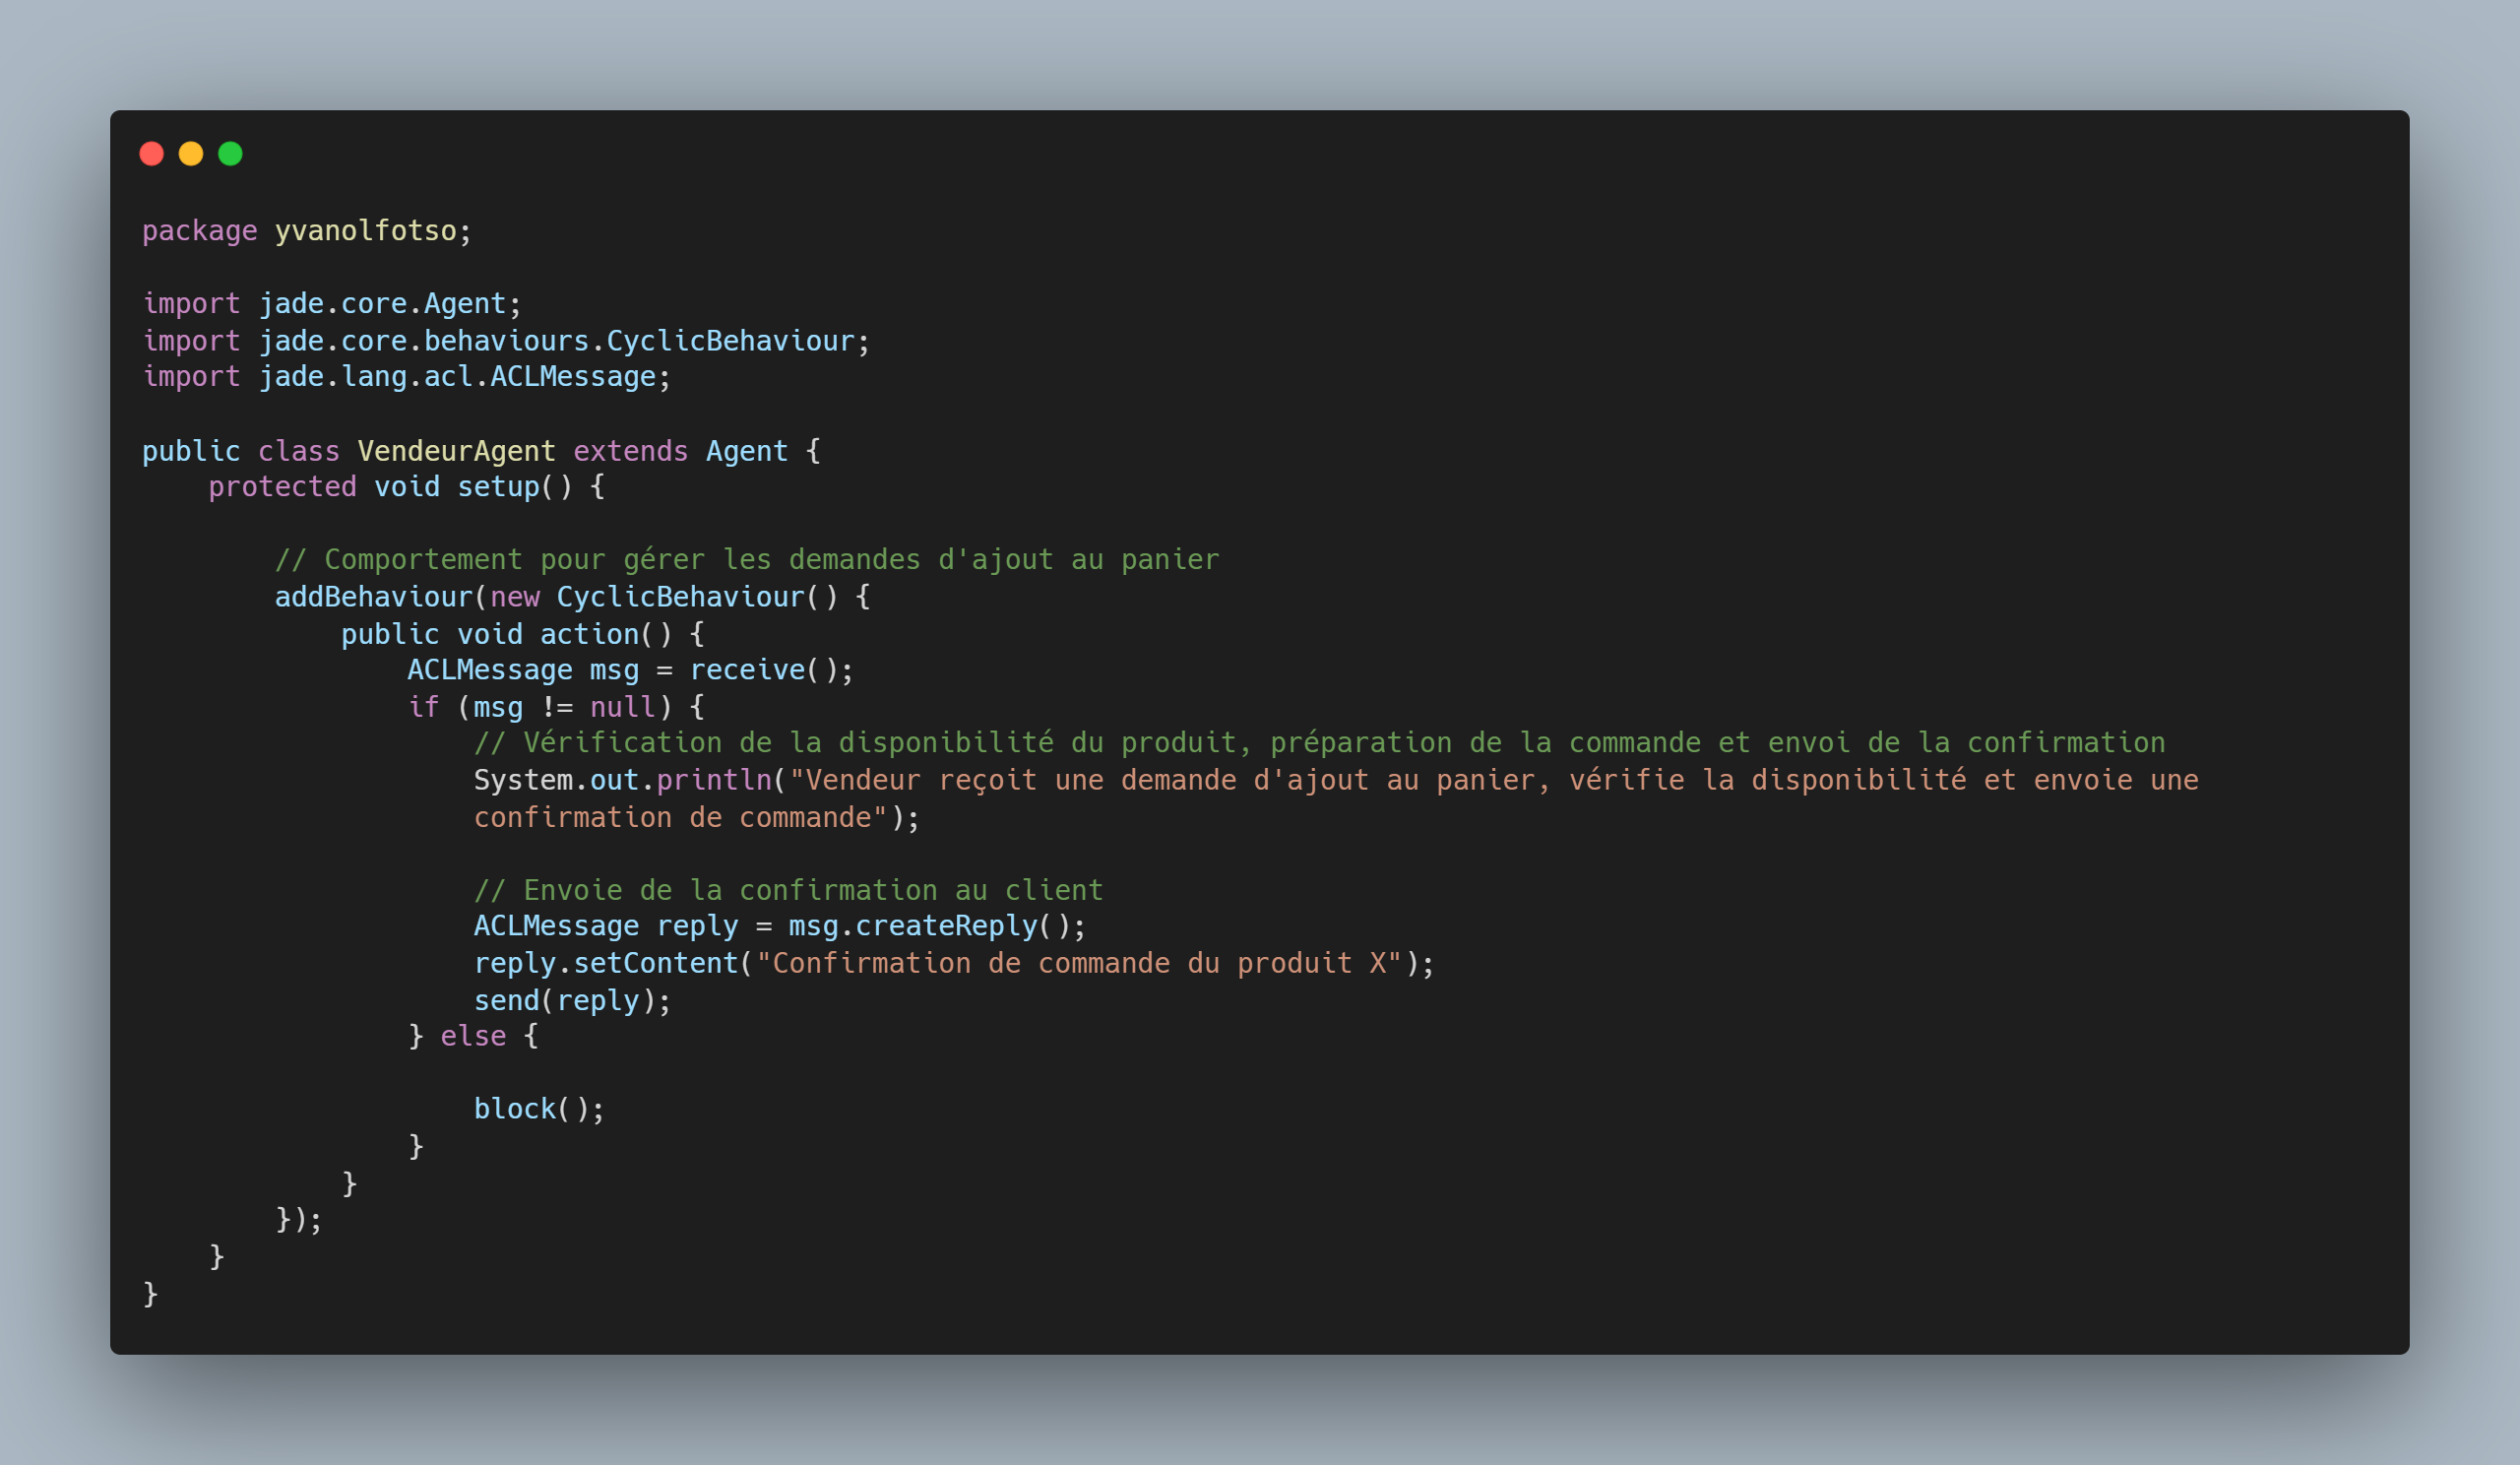 package yvanolfotso;

import jade.core.Agent;
import jade.core.behaviours.CyclicBehaviour;
import jade.lang.acl.ACLMessage;

public class VendeurAgent extends Agent {
    protected void setup() {

        // Comportement pour gérer les demandes d'ajout au panier
        addBehaviour(new CyclicBehaviour() {
            public void action() {
                ACLMessage msg = receive();
                if (msg != null) {
                    // Vérification de la disponibilité du produit, préparation de la commande et envoi de la confirmation
                    System.out.println("Vendeur reçoit une demande d'ajout au panier, vérifie la disponibilité et envoie une
                    confirmation de commande");

                    // Envoie de la confirmation au client
                    ACLMessage reply = msg.createReply();
                    reply.setContent("Confirmation de commande du produit X");
                    send(reply);
                } else {

                    block();
                }
            }
        });
    }
}